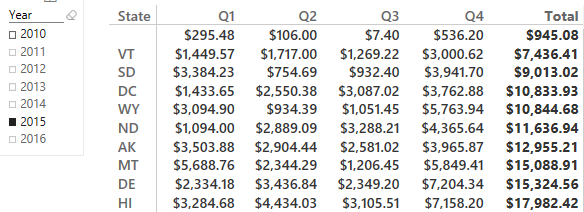 Year
2010
2011
2012
2013
2014
2015
2016
State Q1 Q2 Q3 Q4 Total
$295.48 $106.00 $7.40 $536.20 $945.08
VT $1,449.57 $1,717.00 $1,269.22 $3,000.62 $7,436.41
SD $3,384.23 $754.69 $932.40 $3,941.70 $9,013.02
DC $1,433.65 $2,550.38 $3,087.02 $3,762.88 $10,833.93
WY $3,094.90 $934.39 $1,051.45 $5,763.94 $10,844.68
ND $1,094.00 $2,889.09 $3,288.21 $4,365.64 $11,636.94
AK $3,503.88 $2,904.44 $2,581.02 $3,965.87 $12,955.21
MT $5,688.76 $2,344.29 $1,206.45 $5,849.41 $15,088.91
DE $2,334.18 $3,436.84 $2,349.20 $7,204.34 $15,324.56
HI $3,284.68 $4,434.03 $3,105.51 $7,158.20 $17,982.42